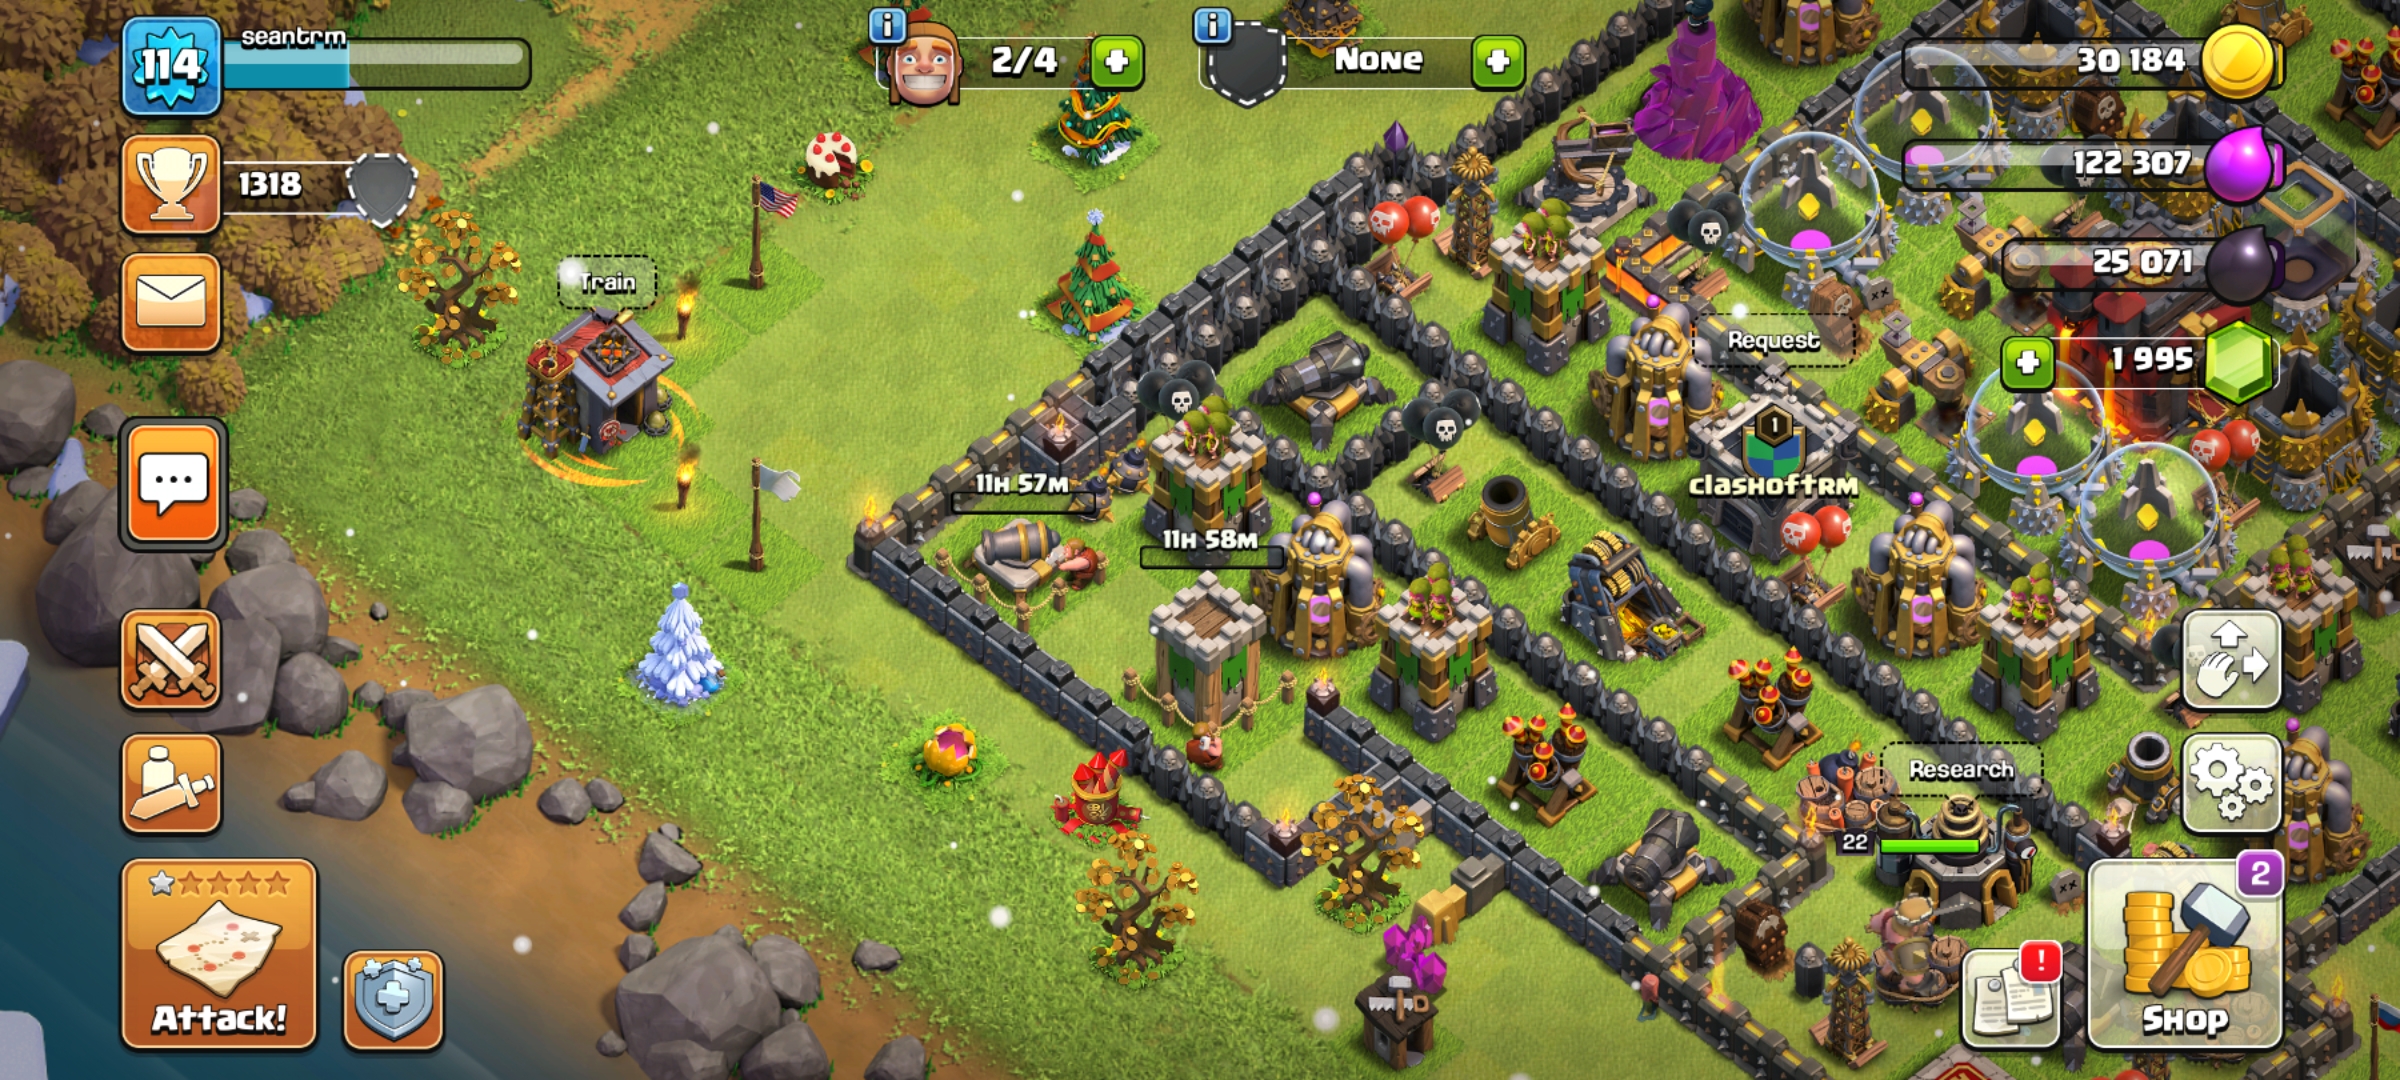 114
seantrm
2/4
None
30 184
1318
122 307
25 071
1 995
Train
Request
1
clashoftRM
11H 57M
11H 58M
Research
22
2
!
Attack!
Shop